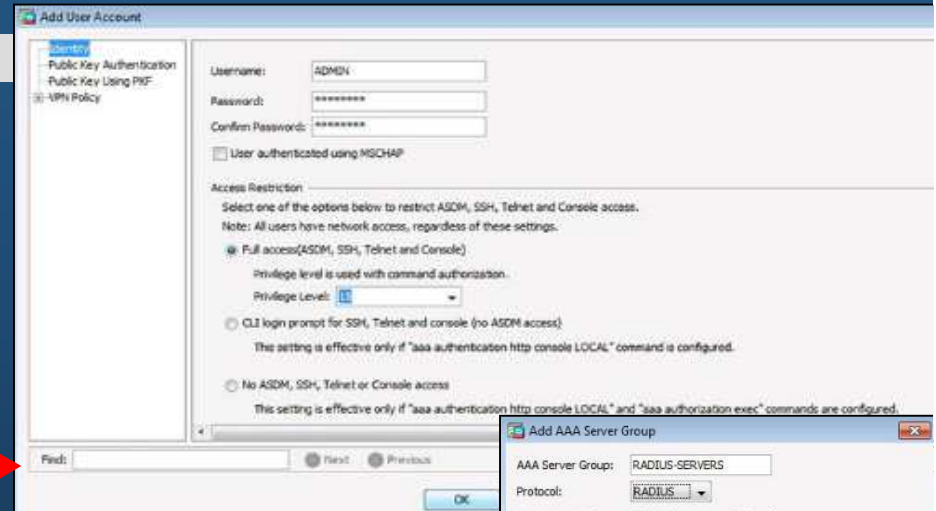 Add User Account
Identity
Public Key Authentication
Public Key Using PKF
VPN Policy
Username: ADMIN
Password: ********
Confirm Password: ********
User authenticated using MSCHAP
Access Restriction
Select one of the options below to restrict ASDM, SSH, Telnet and Console access.
Note: All users have network access, regardless of these settings.
Full access(ASDM, SSH, Telnet and Console)
Privilege level is used with command authorization.
Privilege Level: 15
CLI login prompt for SSH, Telnet and console (no ASDM access)
This setting is effective only if "aaa authentication http console LOCAL" command is configured.
No ASDM, SSH, Telnet or Console access
This setting is effective only if "aaa authentication http console LOCAL" and "aaa authorization exec" commands are configured.
Find:
Next
Previous
OK
Add AAA Server Group
AAA Server Group: RADIUS-SERVERS
Protocol: RADIUS